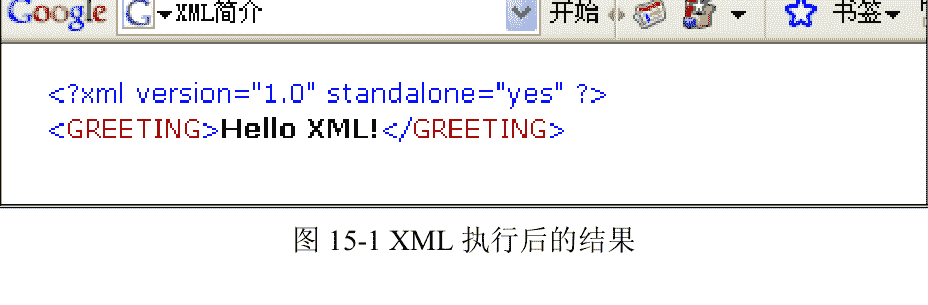 Google G XML简介 开始 书签
<?xml version="1.0" standalone="yes" ?>
<GREETING>Hello XML!</GREETING>
图 15-1 XML 执行后的结果